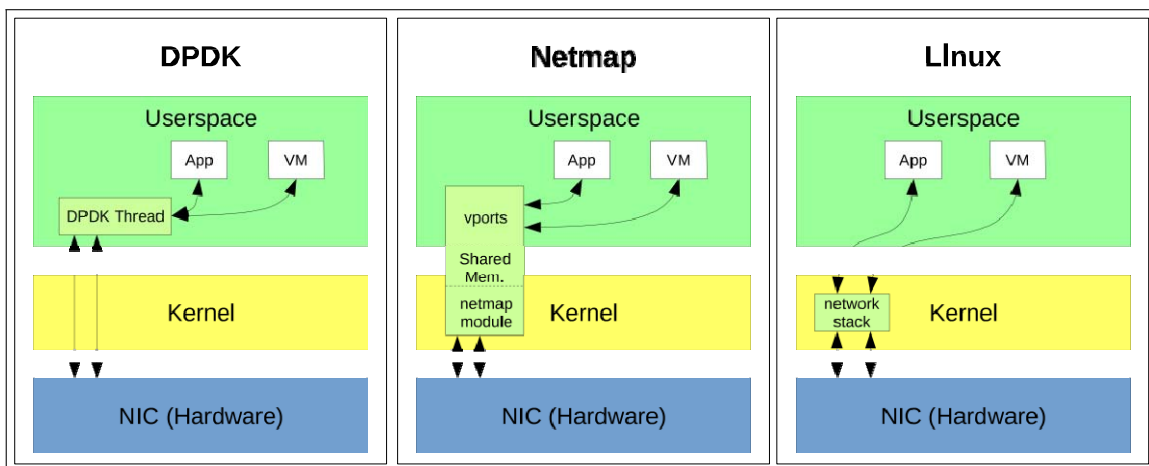 DPDK
Userspace
App
VM
DPDK Thread
Kernel
NIC (Hardware)
Netmap
Userspace
App
VM
vports
Shared
Mem.
netmap
module
Kernel
NIC (Hardware)
LInux
Userspace
App
VM
network
stack
Kernel
NIC (Hardware)